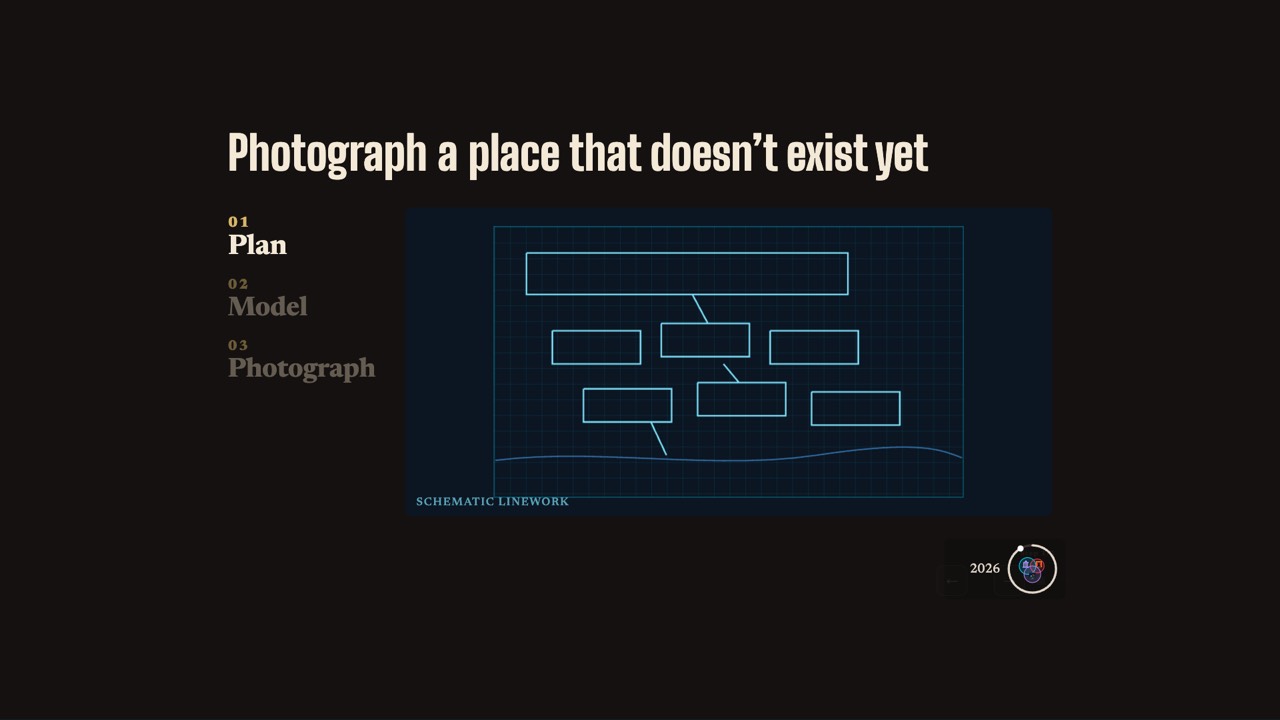 Photograph a place that doesn’t exist yet
01
Plan
02
Model
03
Photograph
SCHEMATIC LINEWORK
2026